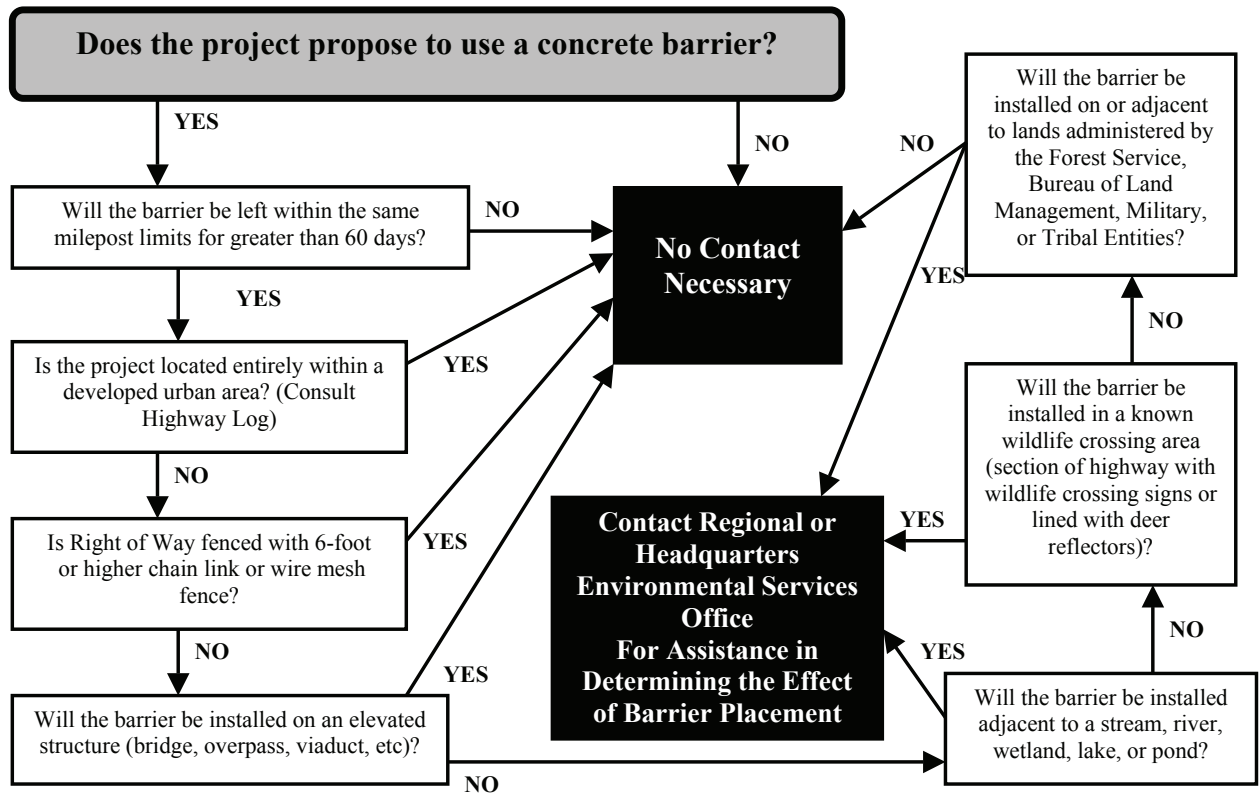 Does the project propose to use a concrete barrier?
YES
NO
Will the barrier be left within the same
milepost limits for greater than 60 days?
NO
YES
Is the project located entirely within a
developed urban area? (Consult
Highway Log)
YES
NO
Is Right of Way fenced with 6-foot
or higher chain link or wire mesh
fence?
YES
NO
Will the barrier be installed on an elevated
structure (bridge, overpass, viaduct, etc)?
YES
NO
No Contact
Necessary
Contact Regional or
Headquarters
Environmental Services
Office
For Assistance in
Determining the Effect
of Barrier Placement
Will the barrier be installed
adjacent to a stream, river,
wetland, lake, or pond?
YES
NO
Will the barrier be
installed in a known
wildlife crossing area
(section of highway with
wildlife crossing signs or
lined with deer
reflectors)?
YES
NO
Will the barrier be
installed on or adjacent
to lands administered by
the Forest Service,
Bureau of Land
Management, Military,
or Tribal Entities?
NO
YES